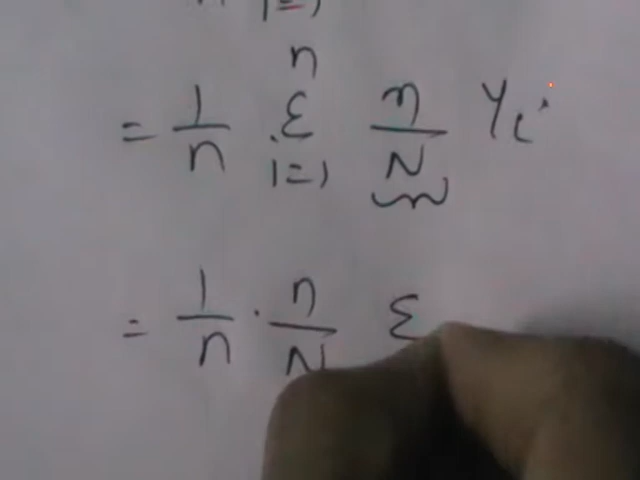 i=1
n
= 1/n Σ n/N Yi
i=1
= 1/n · n/N Σ